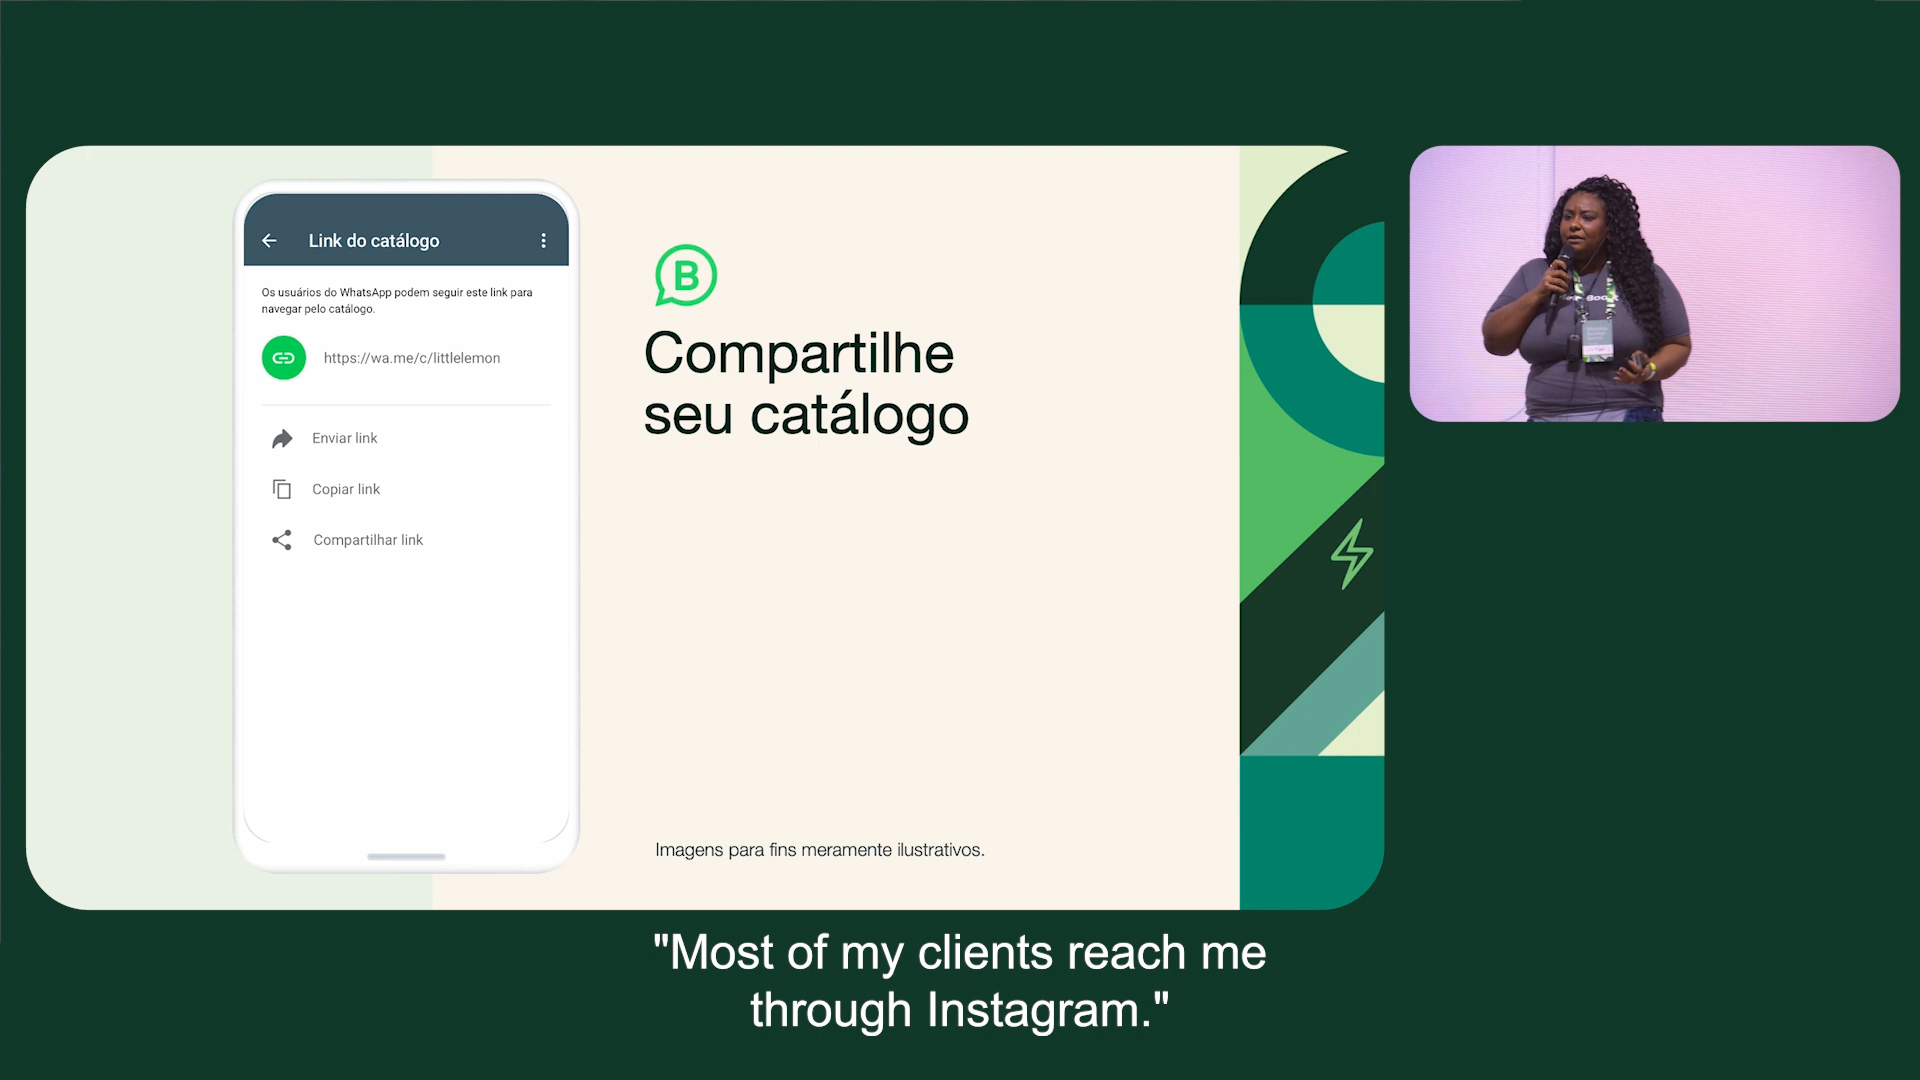 Link do catálogo
Os usuários do WhatsApp podem seguir este link para
navegar pelo catálogo.
https://wa.me/c/littlelemon
Enviar link
Copiar link
Compartilhar link
B
Compartilhe
seu catálogo
Imagens para fins meramente ilustrativos.
"Most of my clients reach me
through Instagram."